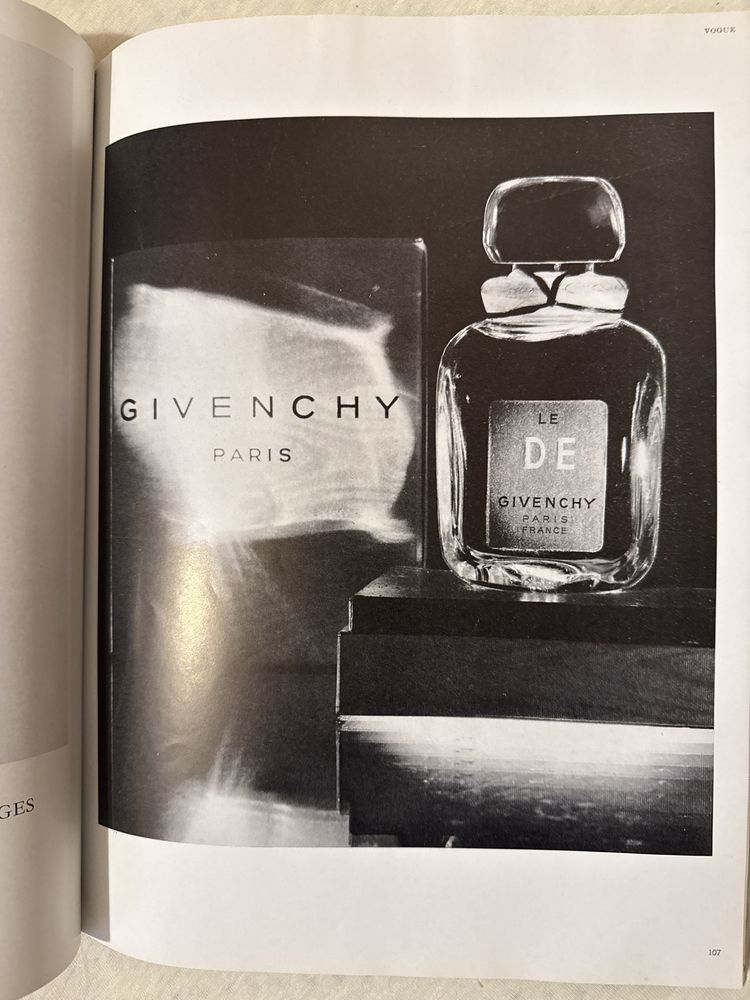 VOGUE
GIVENCHY
PARIS
LE
DE
GIVENCHY
PARIS
FRANCE
GES
107